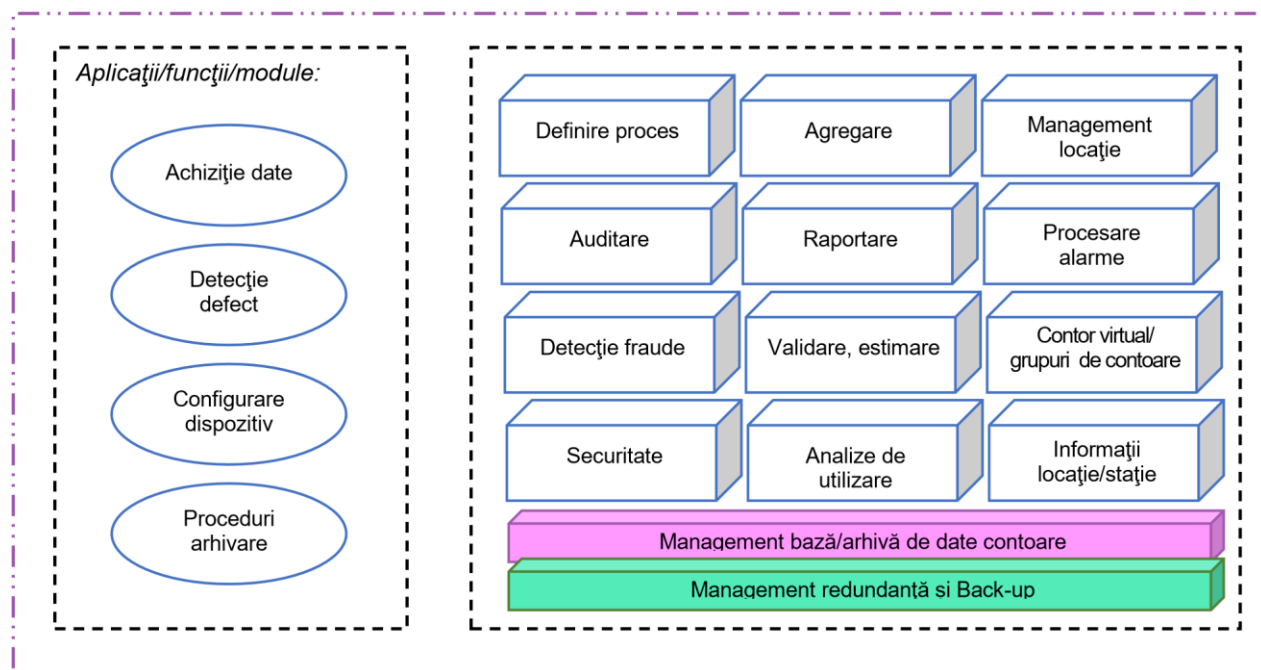 Aplicaţii/funcţii/module:
Achiziţie date
Detecţie
defect
Configurare
dispozitiv
Proceduri
arhivare
Definire proces
Agregare
Management
locaţie
Auditare
Raportare
Procesare
alarme
Detecţie fraude
Validare, estimare
Contor virtual/
grupuri de contoare
Securitate
Analize de
utilizare
Informaţii
locaţie/staţie
Management bază/arhivă de date contoare
Management redundanţă si Back-up